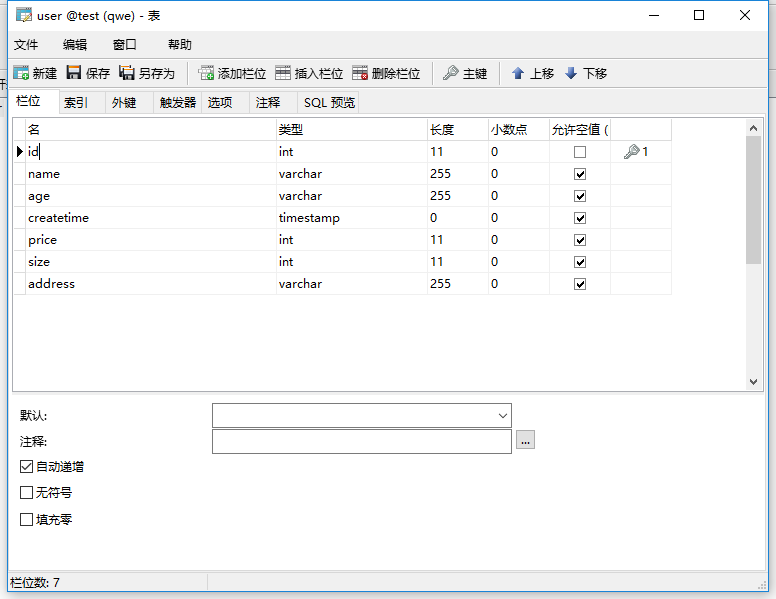 user @test (qwe) - 表
文件 编辑 窗口 帮助
新建 保存 另存为 添加栏位 插入栏位 删除栏位 主键 上移 下移
栏位 索引 外键 触发器 选项 注释 SQL 预览
名 类型 长度 小数点 允许空值 (
id int 11 0 1
name varchar 255 0
age varchar 255 0
createtime timestamp 0 0
price int 11 0
size int 11 0
address varchar 255 0
默认:
注释:
...
自动递增
无符号
填充零
栏位数: 7